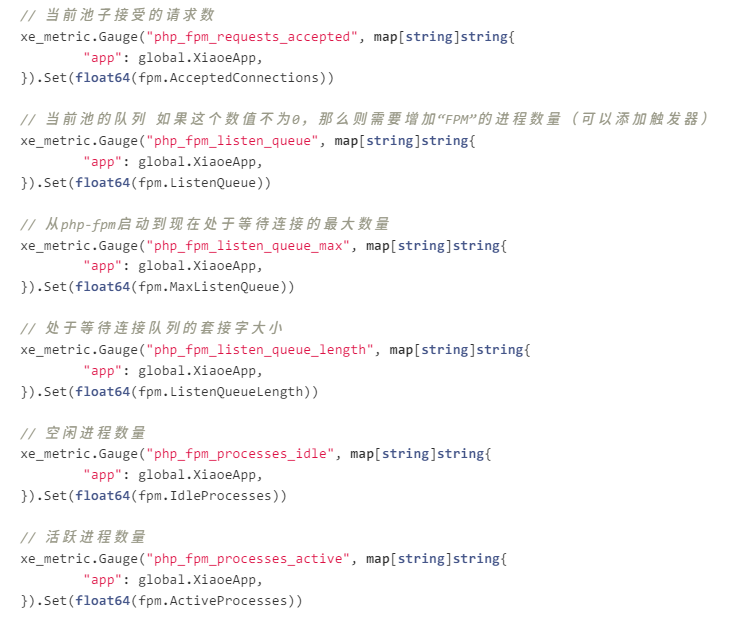 // 当前池子接受的请求数
xe_metric.Gauge("php_fpm_requests_accepted", map[string]string{
        "app": global.XiaoeApp,
}).Set(float64(fpm.AcceptedConnections))

// 当前池的队列 如果这个数值不为0，那么则需要增加“FPM”的进程数量（可以添加触发器）
xe_metric.Gauge("php_fpm_listen_queue", map[string]string{
        "app": global.XiaoeApp,
}).Set(float64(fpm.ListenQueue))

// 从php-fpm启动到现在处于等待连接的最大数量
xe_metric.Gauge("php_fpm_listen_queue_max", map[string]string{
        "app": global.XiaoeApp,
}).Set(float64(fpm.MaxListenQueue))

// 处于等待连接队列的套接字大小
xe_metric.Gauge("php_fpm_listen_queue_length", map[string]string{
        "app": global.XiaoeApp,
}).Set(float64(fpm.ListenQueueLength))

// 空闲进程数量
xe_metric.Gauge("php_fpm_processes_idle", map[string]string{
        "app": global.XiaoeApp,
}).Set(float64(fpm.IdleProcesses))

// 活跃进程数量
xe_metric.Gauge("php_fpm_processes_active", map[string]string{
        "app": global.XiaoeApp,
}).Set(float64(fpm.ActiveProcesses))